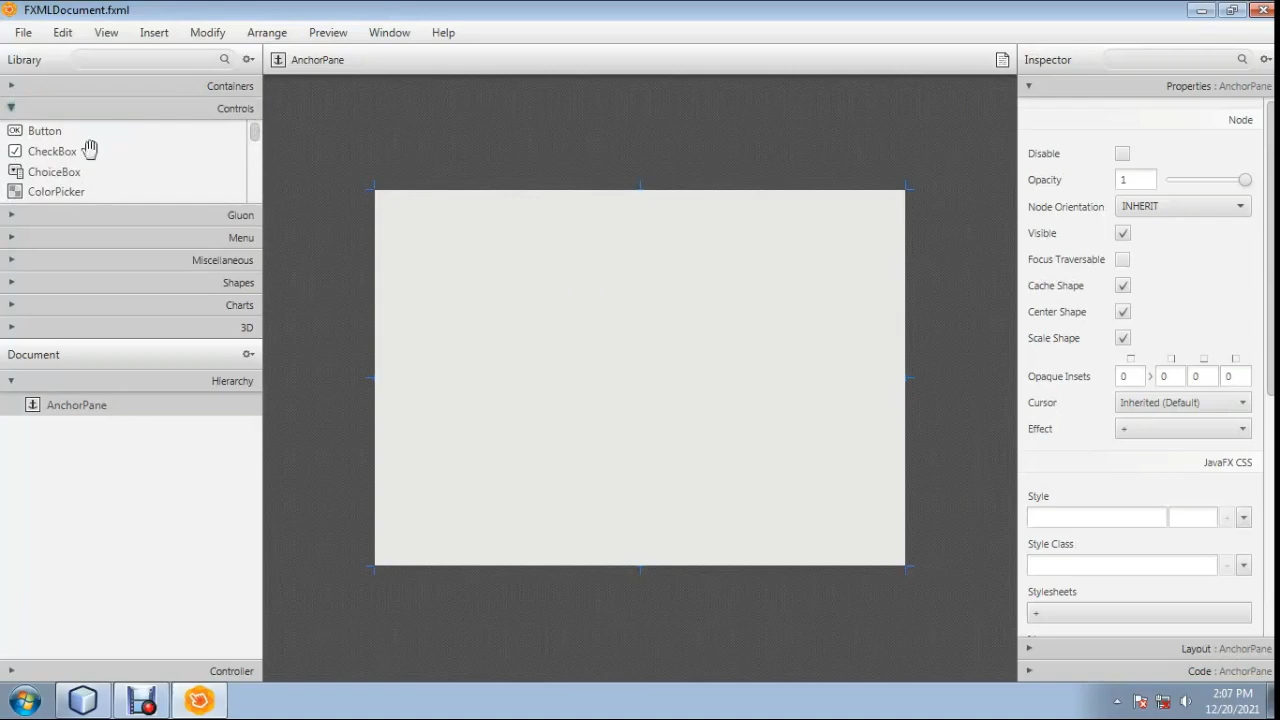 FXMLDocument.fxml
File Edit View Insert Modify Arrange Preview Window Help
Library
AnchorPane
Inspector
Containers
Controls
OK Button
CheckBox
ChoiceBox
ColorPicker
Gluon
Menu
Miscellaneous
Shapes
Charts
3D
Document
Hierarchy
AnchorPane
Controller
Properties : AnchorPane
Node
Disable
Opacity 1
Node Orientation INHERIT
Visible
Focus Traversable
Cache Shape
Center Shape
Scale Shape
Opaque Insets 0 0 0 0
Cursor Inherited (Default)
Effect +
JavaFX CSS
Style
Style Class
Stylesheets
+
Layout : AnchorPane
Code : AnchorPane
2:07 PM
12/20/2021